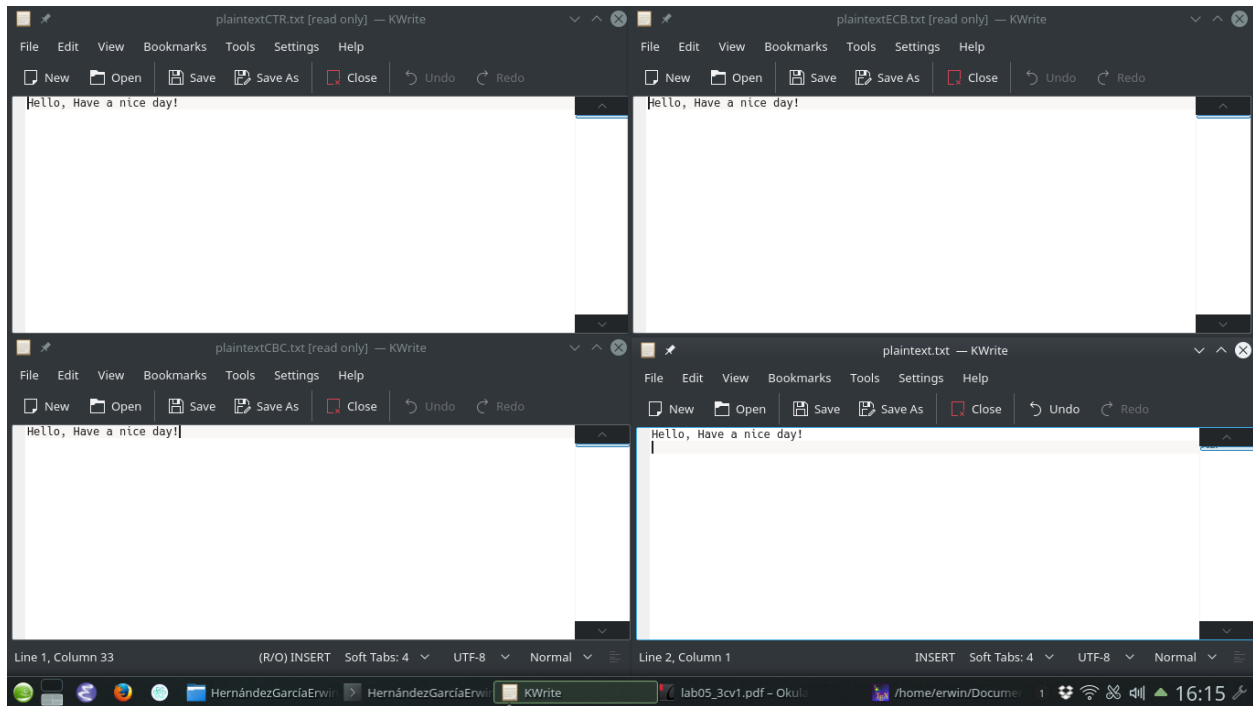 plaintextCTR.txt [read only] — KWrite
File Edit View Bookmarks Tools Settings Help
New Open Save Save As Close Undo Redo
Hello, Have a nice day!
plaintextECB.txt [read only] — KWrite
File Edit View Bookmarks Tools Settings Help
New Open Save Save As Close Undo Redo
Hello, Have a nice day!
plaintextCBC.txt [read only] — KWrite
File Edit View Bookmarks Tools Settings Help
New Open Save Save As Close Undo Redo
Hello, Have a nice day!
Line 1, Column 33 (R/O) INSERT Soft Tabs: 4 UTF-8 Normal
plaintext.txt — KWrite
File Edit View Bookmarks Tools Settings Help
New Open Save Save As Close Undo Redo
Hello, Have a nice day!
Line 2, Column 1 INSERT Soft Tabs: 4 UTF-8 Normal
HernándezGarcíaErwin HernándezGarcíaErwi KWrite lab05_3cv1.pdf – Okula /home/erwin/Docume 1 16:15